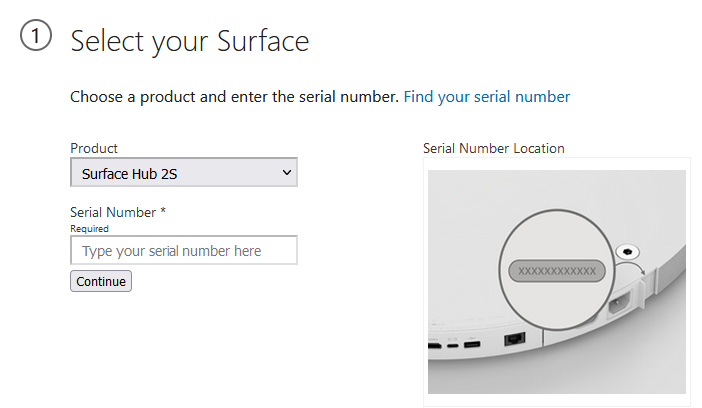 1
Select your Surface
Choose a product and enter the serial number. Find your serial number
Product
Surface Hub 2S
Serial Number *
Required
Type your serial number here
Continue
Serial Number Location
XXXXXXXXXXXX